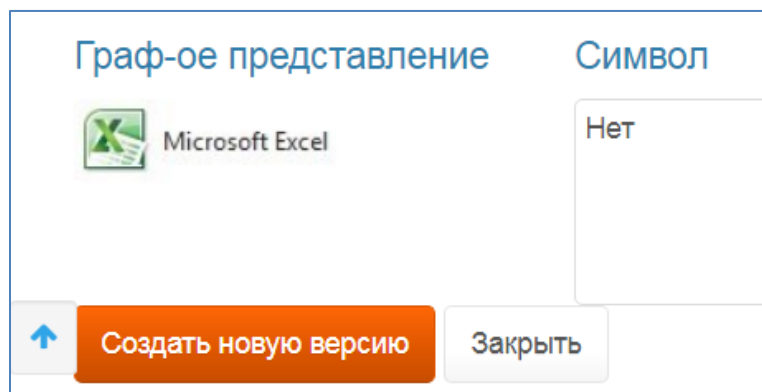 Граф-ое представление Символ
Microsoft Excel
Нет
Создать новую версию Закрыть